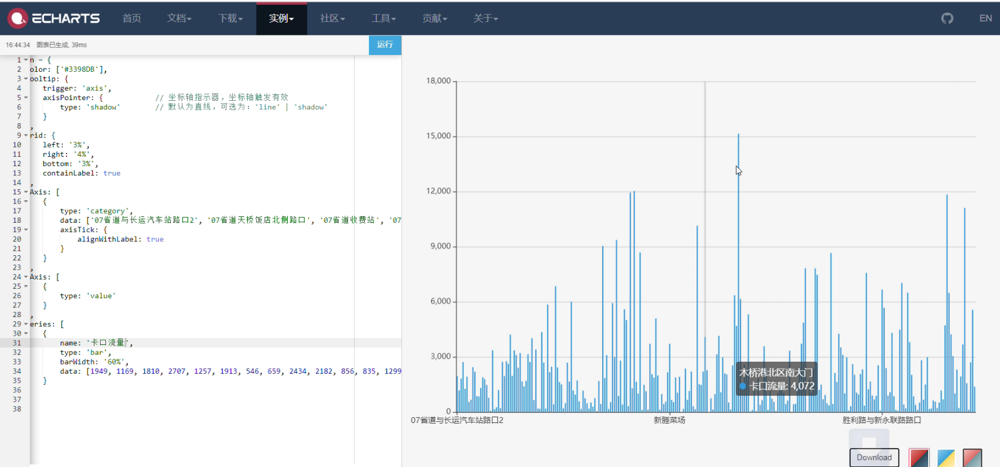 ECHARTS 首页 文档 下载 实例 社区 工具 贡献 关于 EN
16:44:34 图表已生成, 39ms 运行
1 n = {
2 olor: ['#3398DB'],
3 ooltip: {
4 trigger: 'axis',
5 axisPointer: { // 坐标轴指示器，坐标轴触发有效
6 type: 'shadow' // 默认为直线，可选为：'line' | 'shadow'
7 }
8 ,
9 rid: {
10 left: '3%',
11 right: '4%',
12 bottom: '3%',
13 containLabel: true
14 ,
15 Axis: [
16 {
17 type: 'category',
18 data: ['07省道与长运汽车站路口2', '07省道天桥饭店北侧路口', '07省道收费站', '07
19 axisTick: {
20 alignWithLabel: true
21 }
22 }
23 ,
24 Axis: [
25 {
26 type: 'value'
27 }
28 ,
29 eries: [
30 {
31 name: '卡口流量',
32 type: 'bar',
33 barWidth: '60%',
34 data: [1949, 1169, 1810, 2707, 1257, 1913, 546, 659, 2434, 2182, 856, 835, 1299
35 }
36
37
38
18,000
15,000
12,000
9,000
6,000
3,000
0
木桥港北区南大门
卡口流量: 4,072
07省道与长运汽车站路口2 新塍菜场 胜利路与新永联路路口
Download